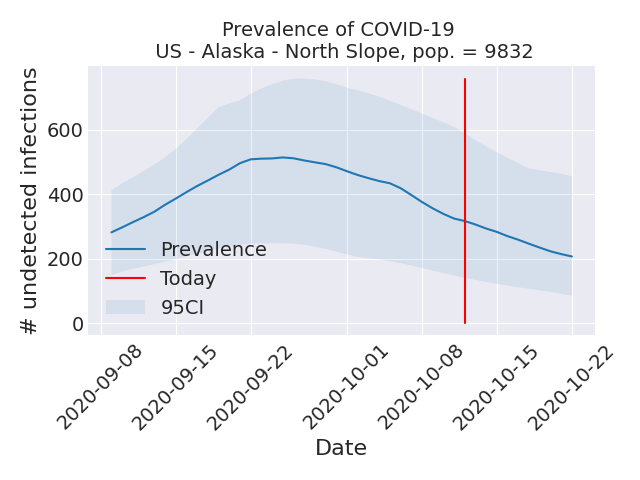 Prevalence of COVID-19
US - Alaska - North Slope, pop. = 9832
# undetected infections
600
400
200
0
Prevalence
Today
95CI
2020-09-08
2020-09-15
2020-09-22
2020-10-01
2020-10-08
2020-10-15
2020-10-22
Date